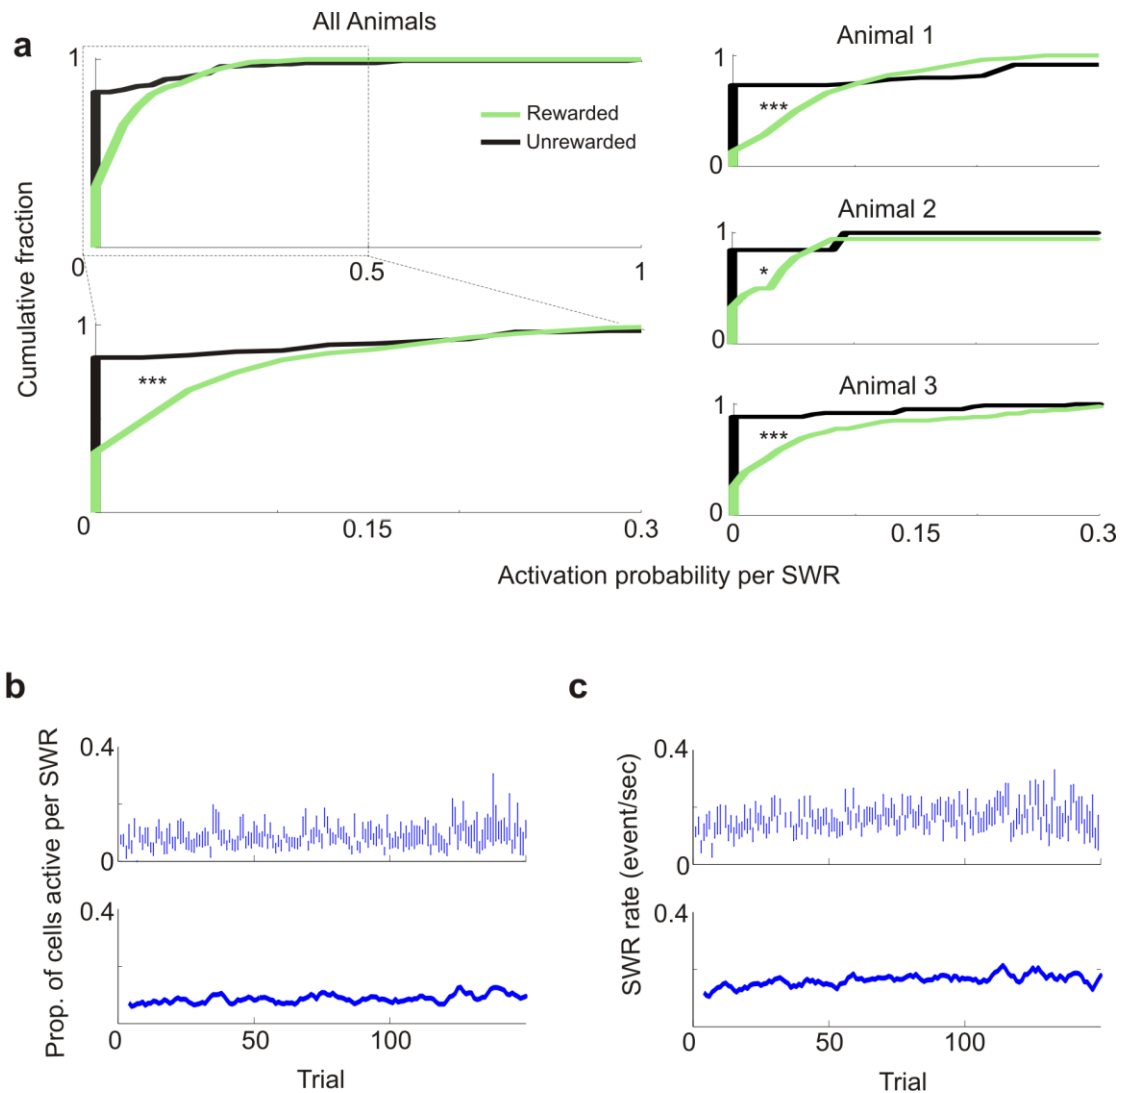 a
All Animals
1
0
0.5
1
Rewarded
Unrewarded
Cumulative fraction
1
***
0
0.15
0.3
Animal 1
1
***
0
Animal 2
1
*
0
Animal 3
1
***
0
0
0.15
0.3
Activation probability per SWR
b
Prop. of cells active per SWR
0.4
0
0.4
0
50
100
Trial
c
SWR rate (event/sec)
0.4
0
0.4
0
50
100
Trial